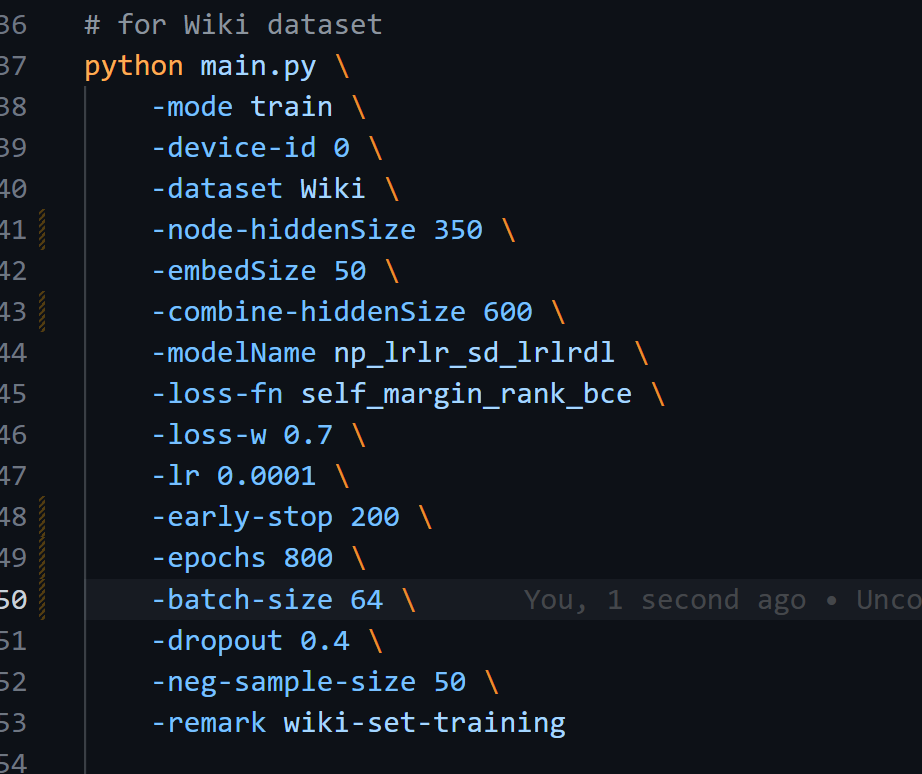 36 # for Wiki dataset
37 python main.py \
38 -mode train \
39 -device-id 0 \
40 -dataset Wiki \
41 -node-hiddenSize 350 \
42 -embedSize 50 \
43 -combine-hiddenSize 600 \
44 -modelName np_lrlr_sd_lrlrdl \
45 -loss-fn self_margin_rank_bce \
46 -loss-w 0.7 \
47 -lr 0.0001 \
48 -early-stop 200 \
49 -epochs 800 \
50 -batch-size 64 \ You, 1 second ago • Unco
51 -dropout 0.4 \
52 -neg-sample-size 50 \
53 -remark wiki-set-training
54